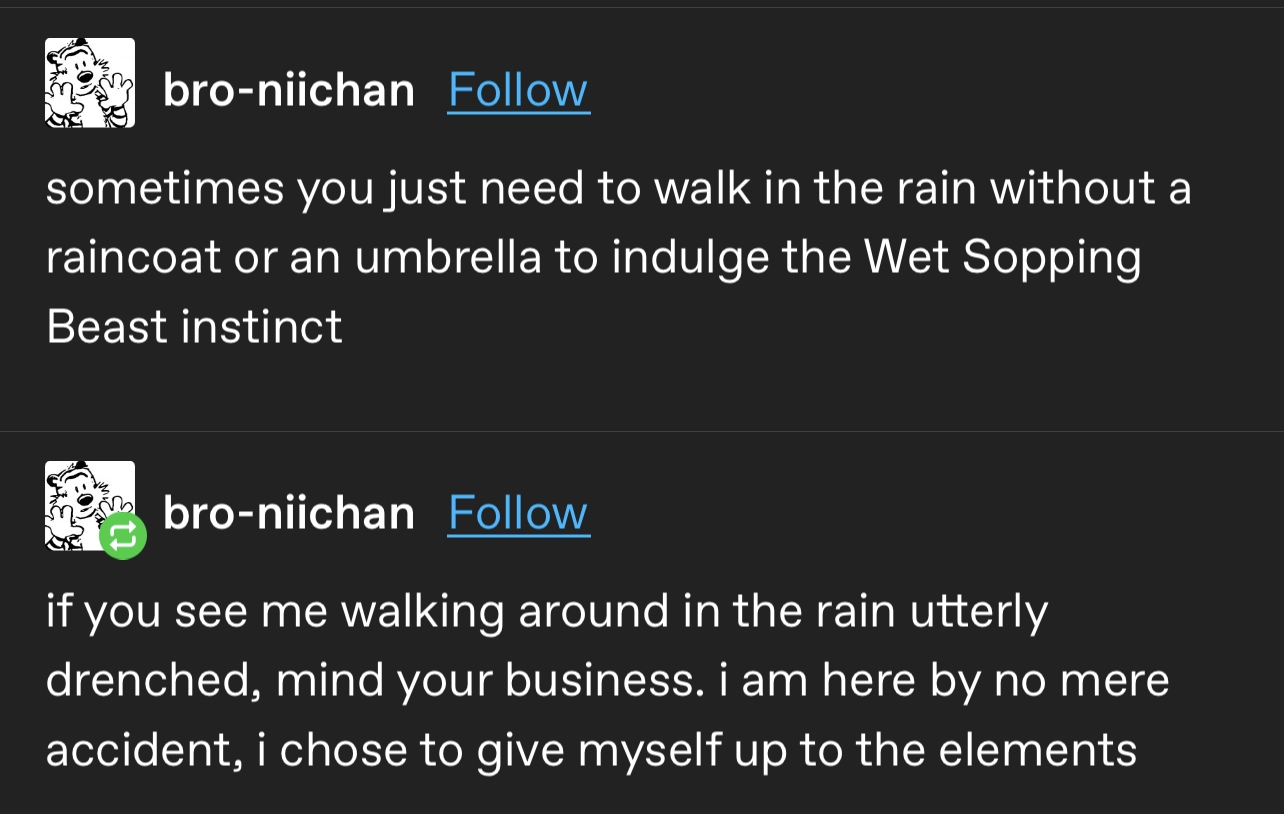 bro-niichan Follow
sometimes you just need to walk in the rain without a
raincoat or an umbrella to indulge the Wet Sopping
Beast instinct
bro-niichan Follow
if you see me walking around in the rain utterly
drenched, mind your business. i am here by no mere
accident, i chose to give myself up to the elements